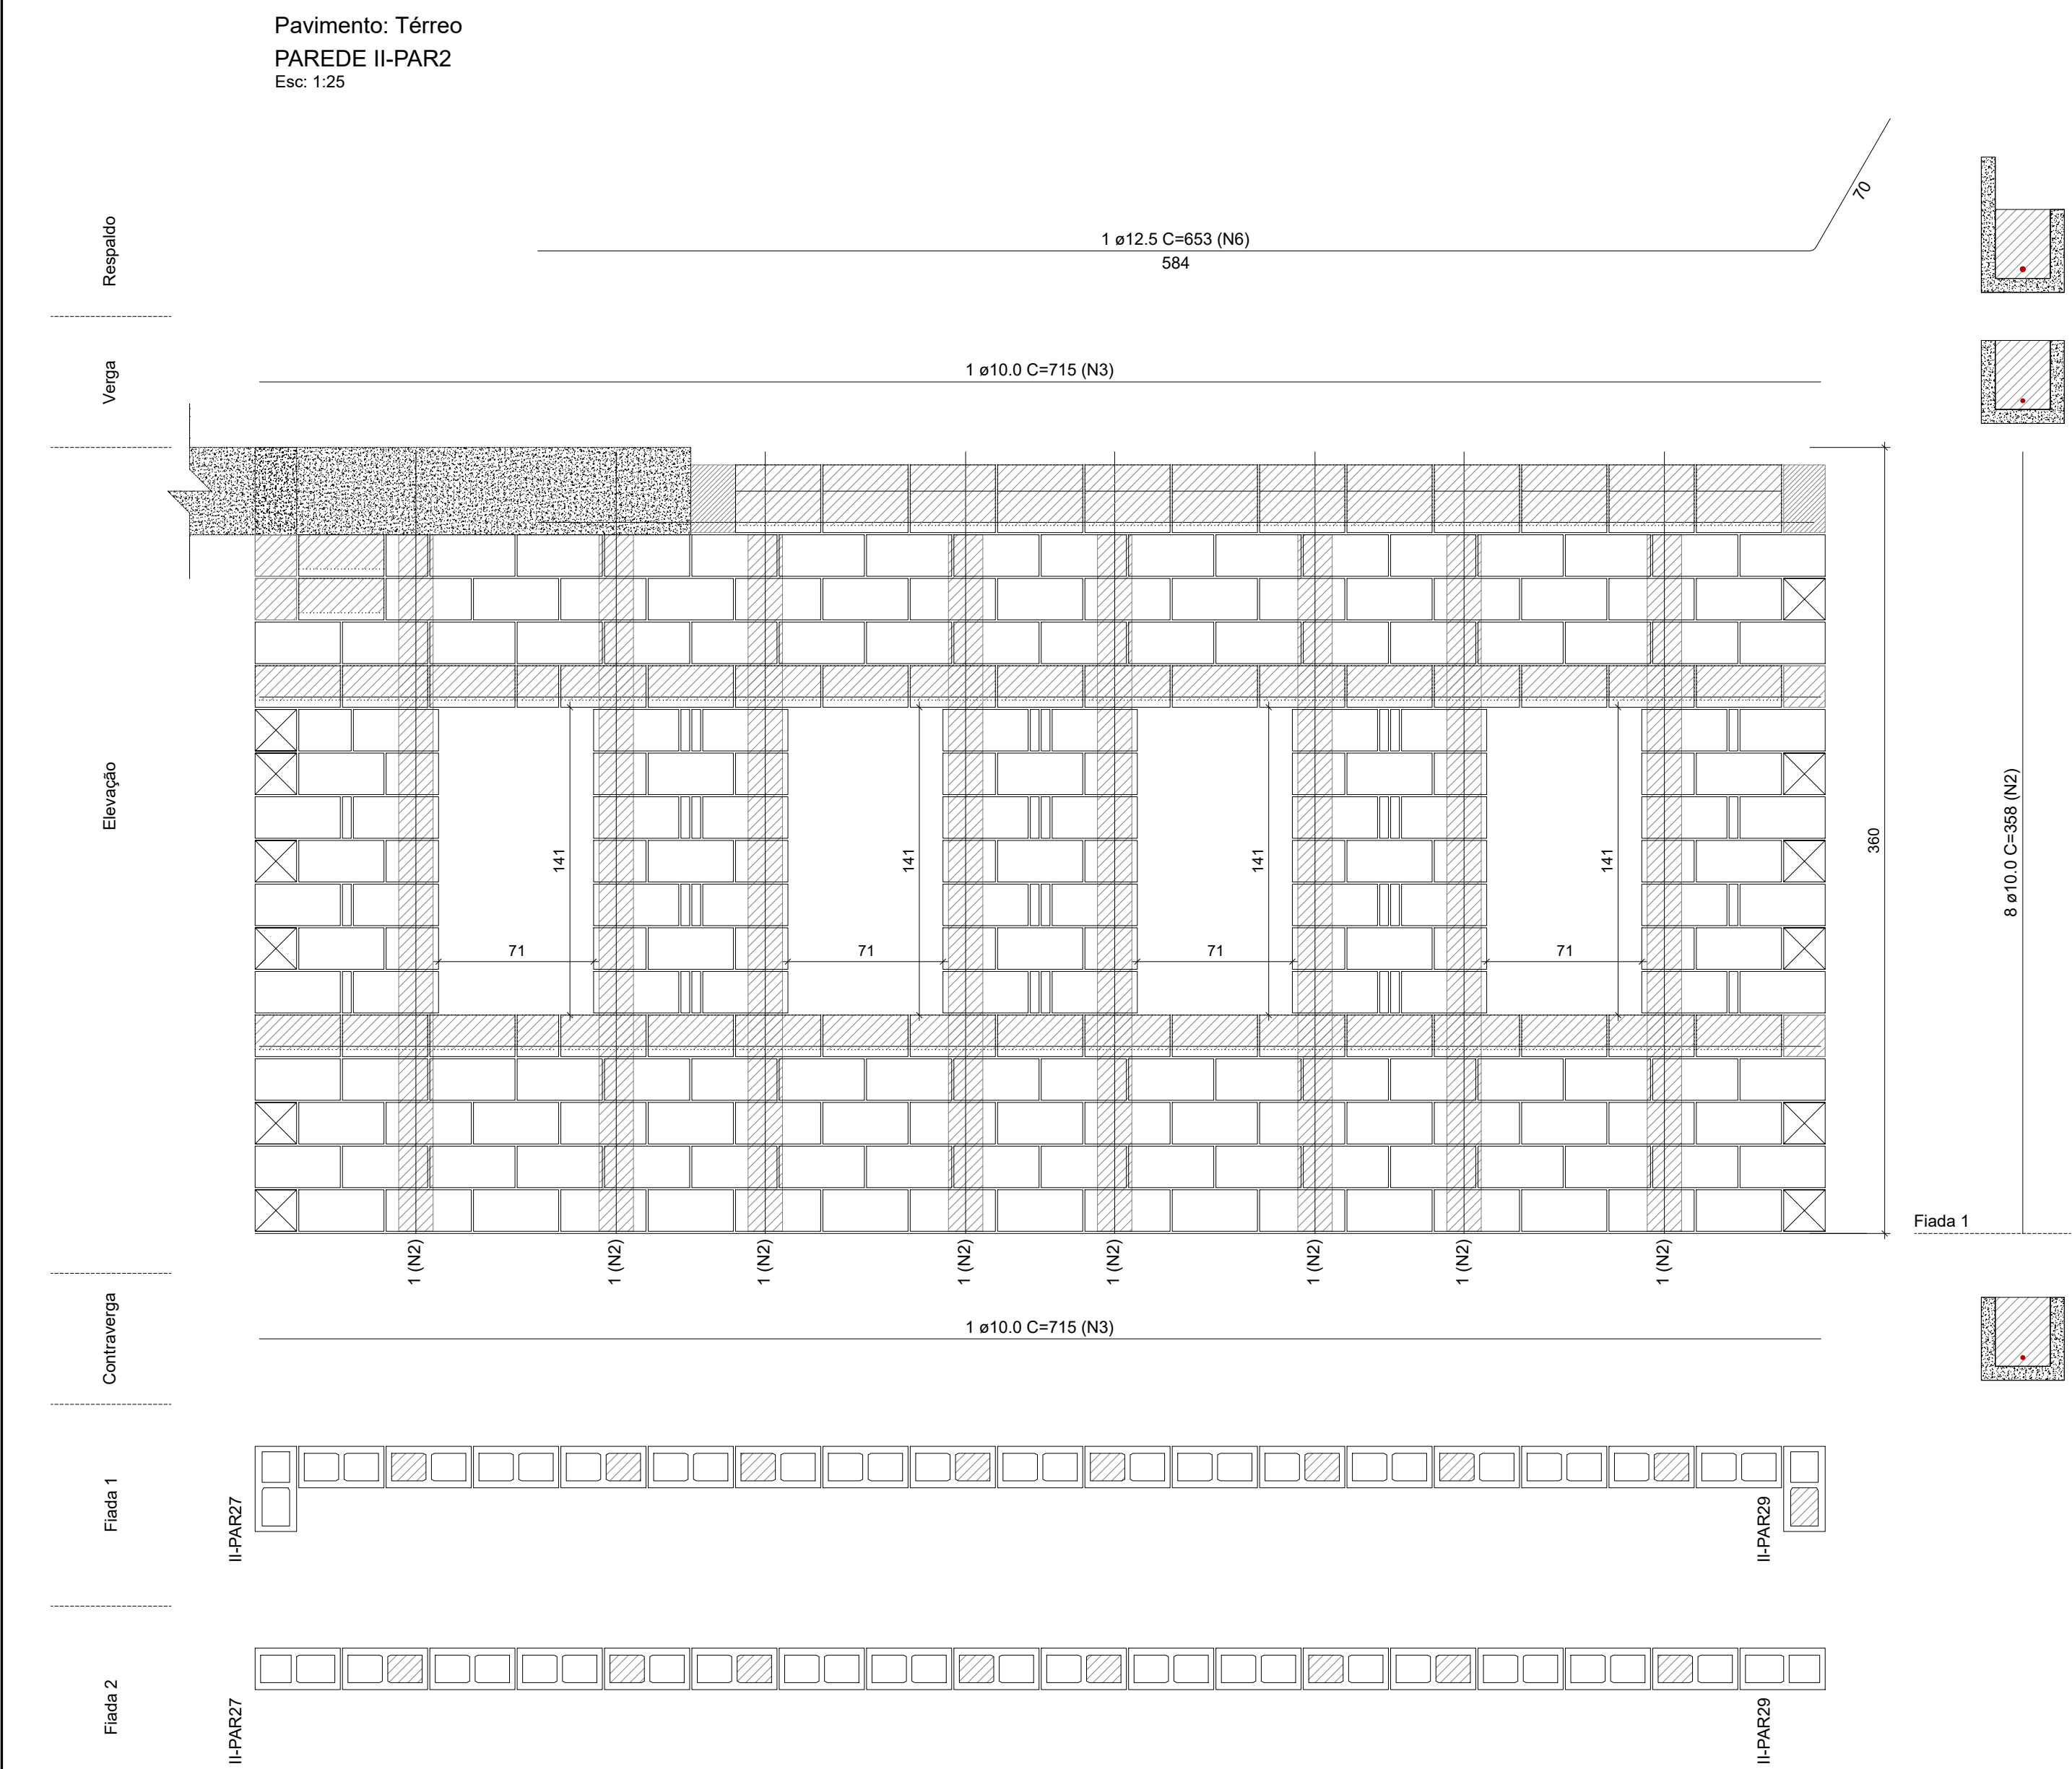 Pavimento: Térreo
PAREDE II-PAR2
Esc: 1:25
Respaldo
70
1 ø12.5 C=653 (N6)
584
Verga
1 ø10.0 C=715 (N3)
Elevação
141
141
141
141
71
71
71
71
360
8 ø10.0 C=358 (N2)
Fiada 1
1 (N2)
1 (N2)
1 (N2)
1 (N2)
1 (N2)
1 (N2)
1 (N2)
1 (N2)
Contraverga
1 ø10.0 C=715 (N3)
Fiada 1
II-PAR27
II-PAR29
Fiada 2
II-PAR27
II-PAR29